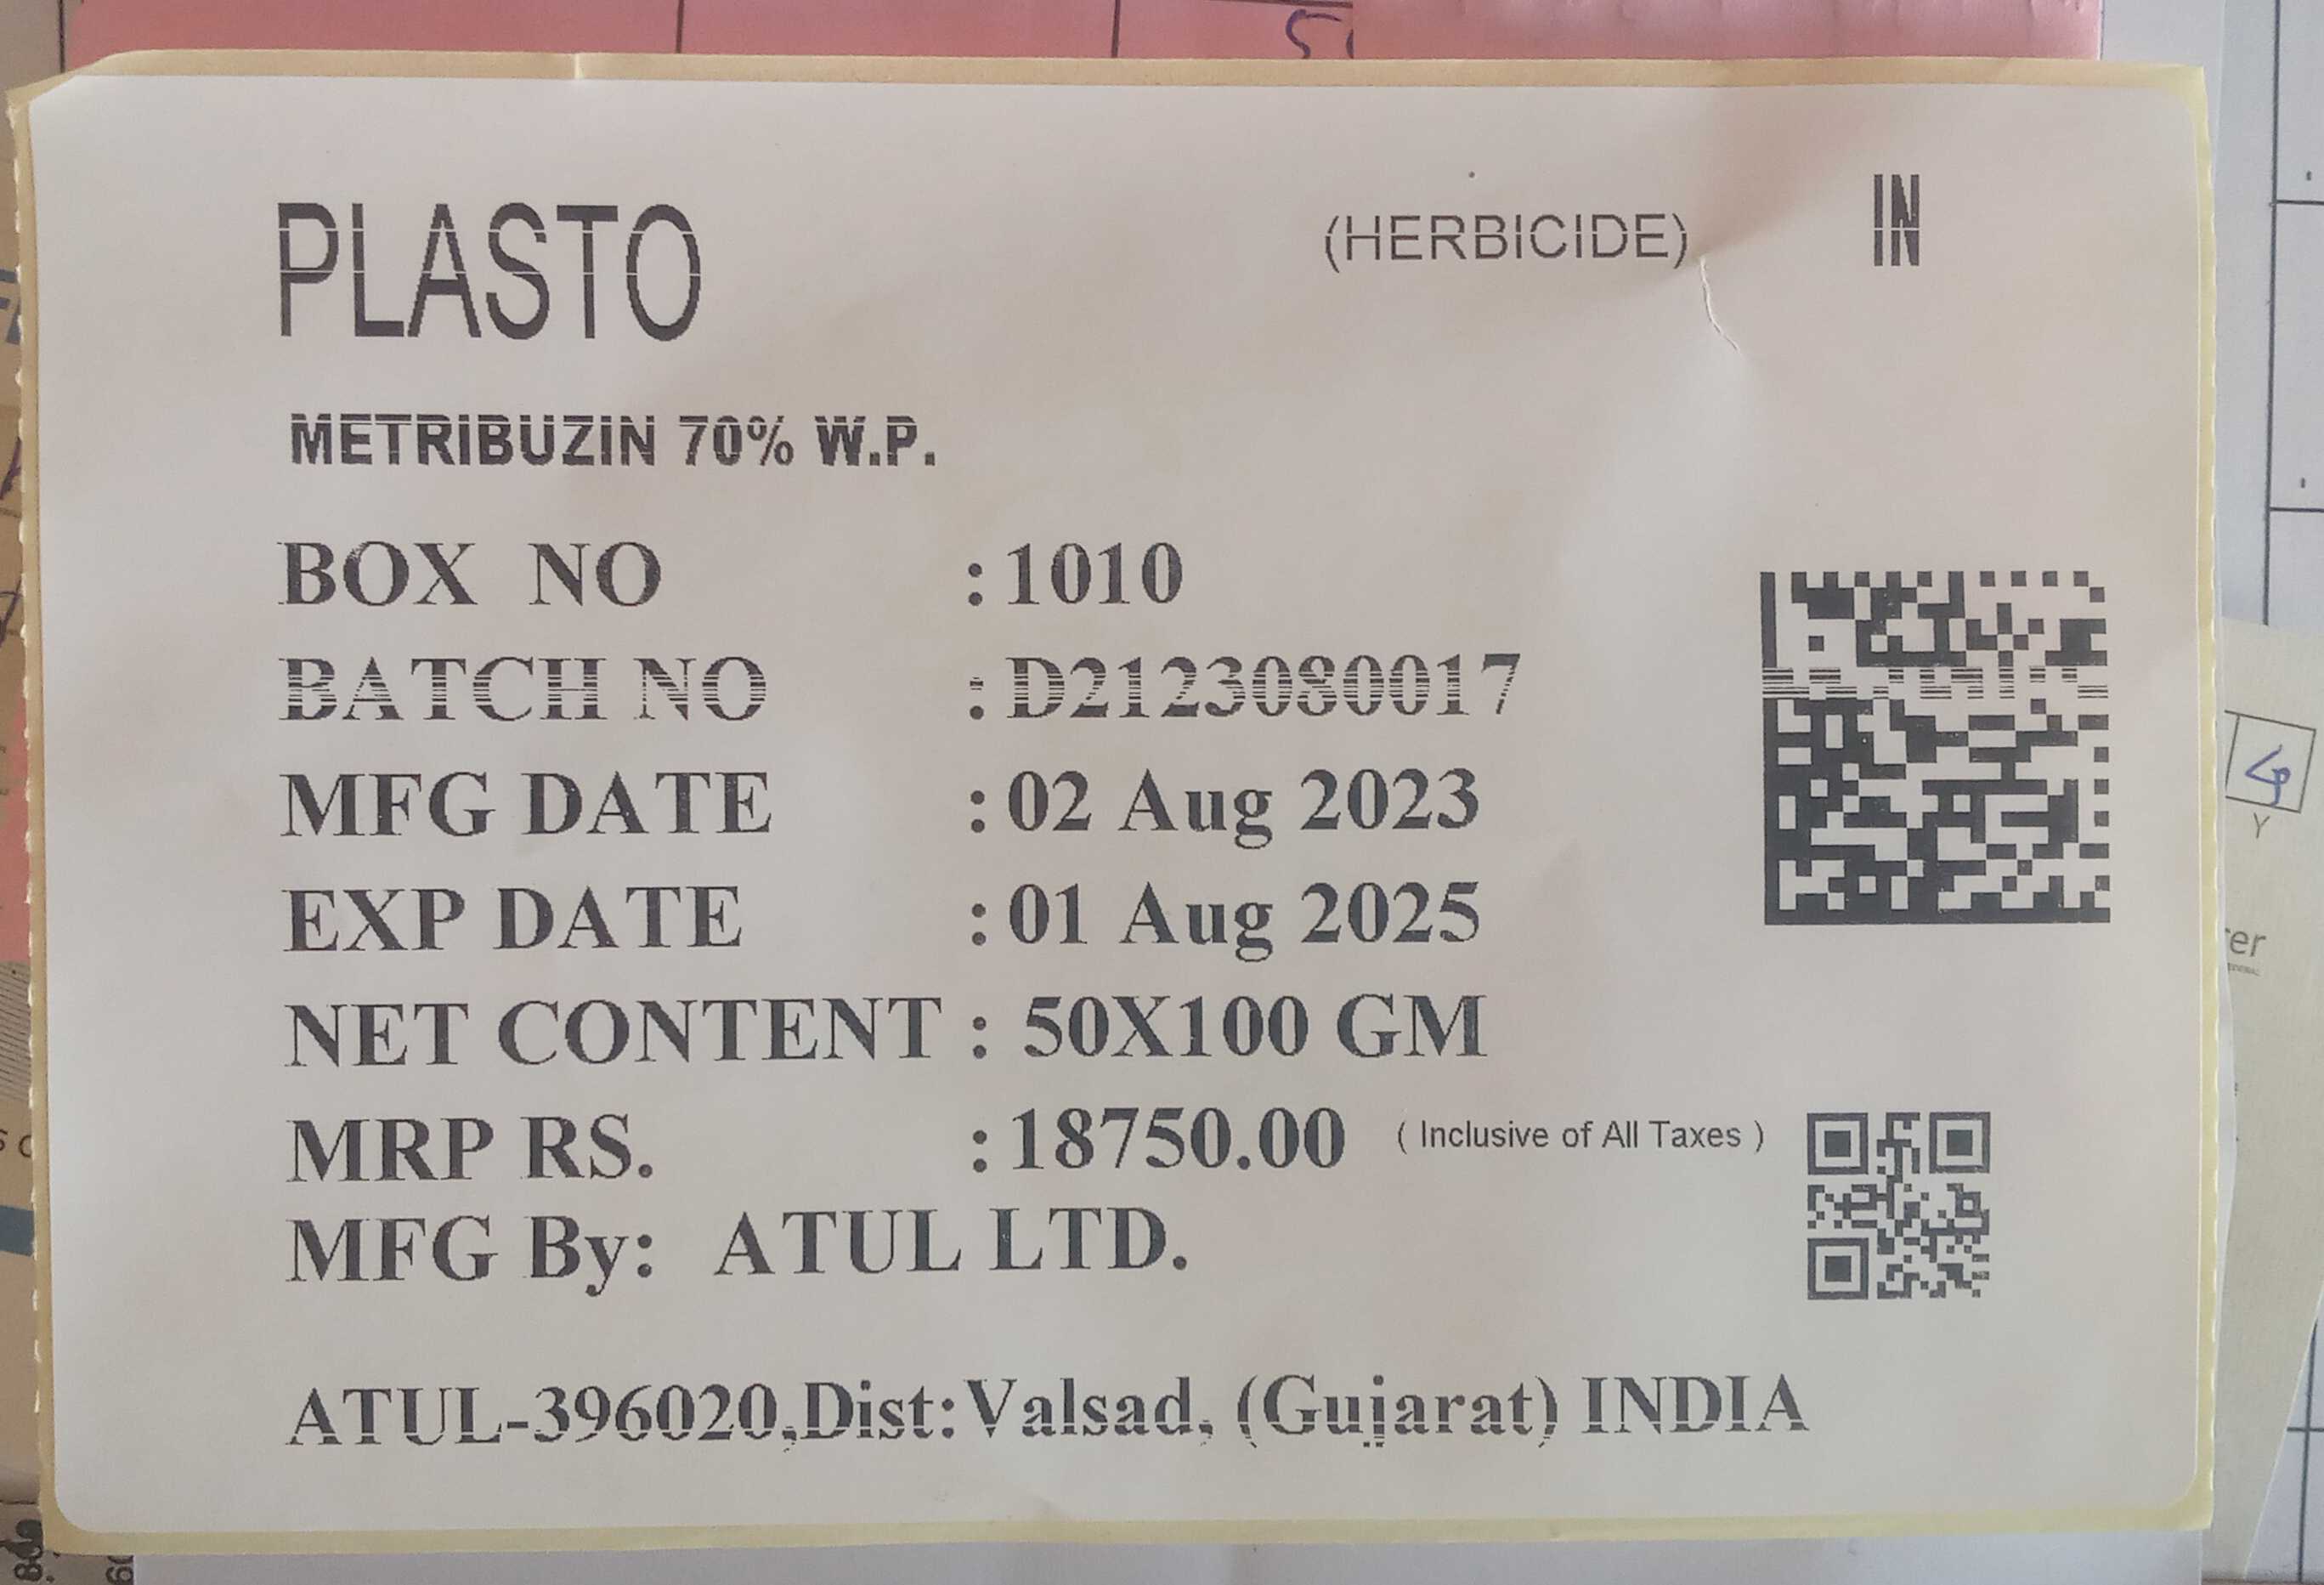 PLASTO (HERBICIDE) IN
METRIBUZIN 70% W.P.
BOX NO : 1010
BATCH NO : D2123080017
MFG DATE : 02 Aug 2023
EXP DATE : 01 Aug 2025
NET CONTENT : 50X100 GM
MRP RS. : 18750.00 ( Inclusive of All Taxes )
MFG By: ATUL LTD.
ATUL-396020,Dist:Valsad, (Gujarat) INDIA
Y